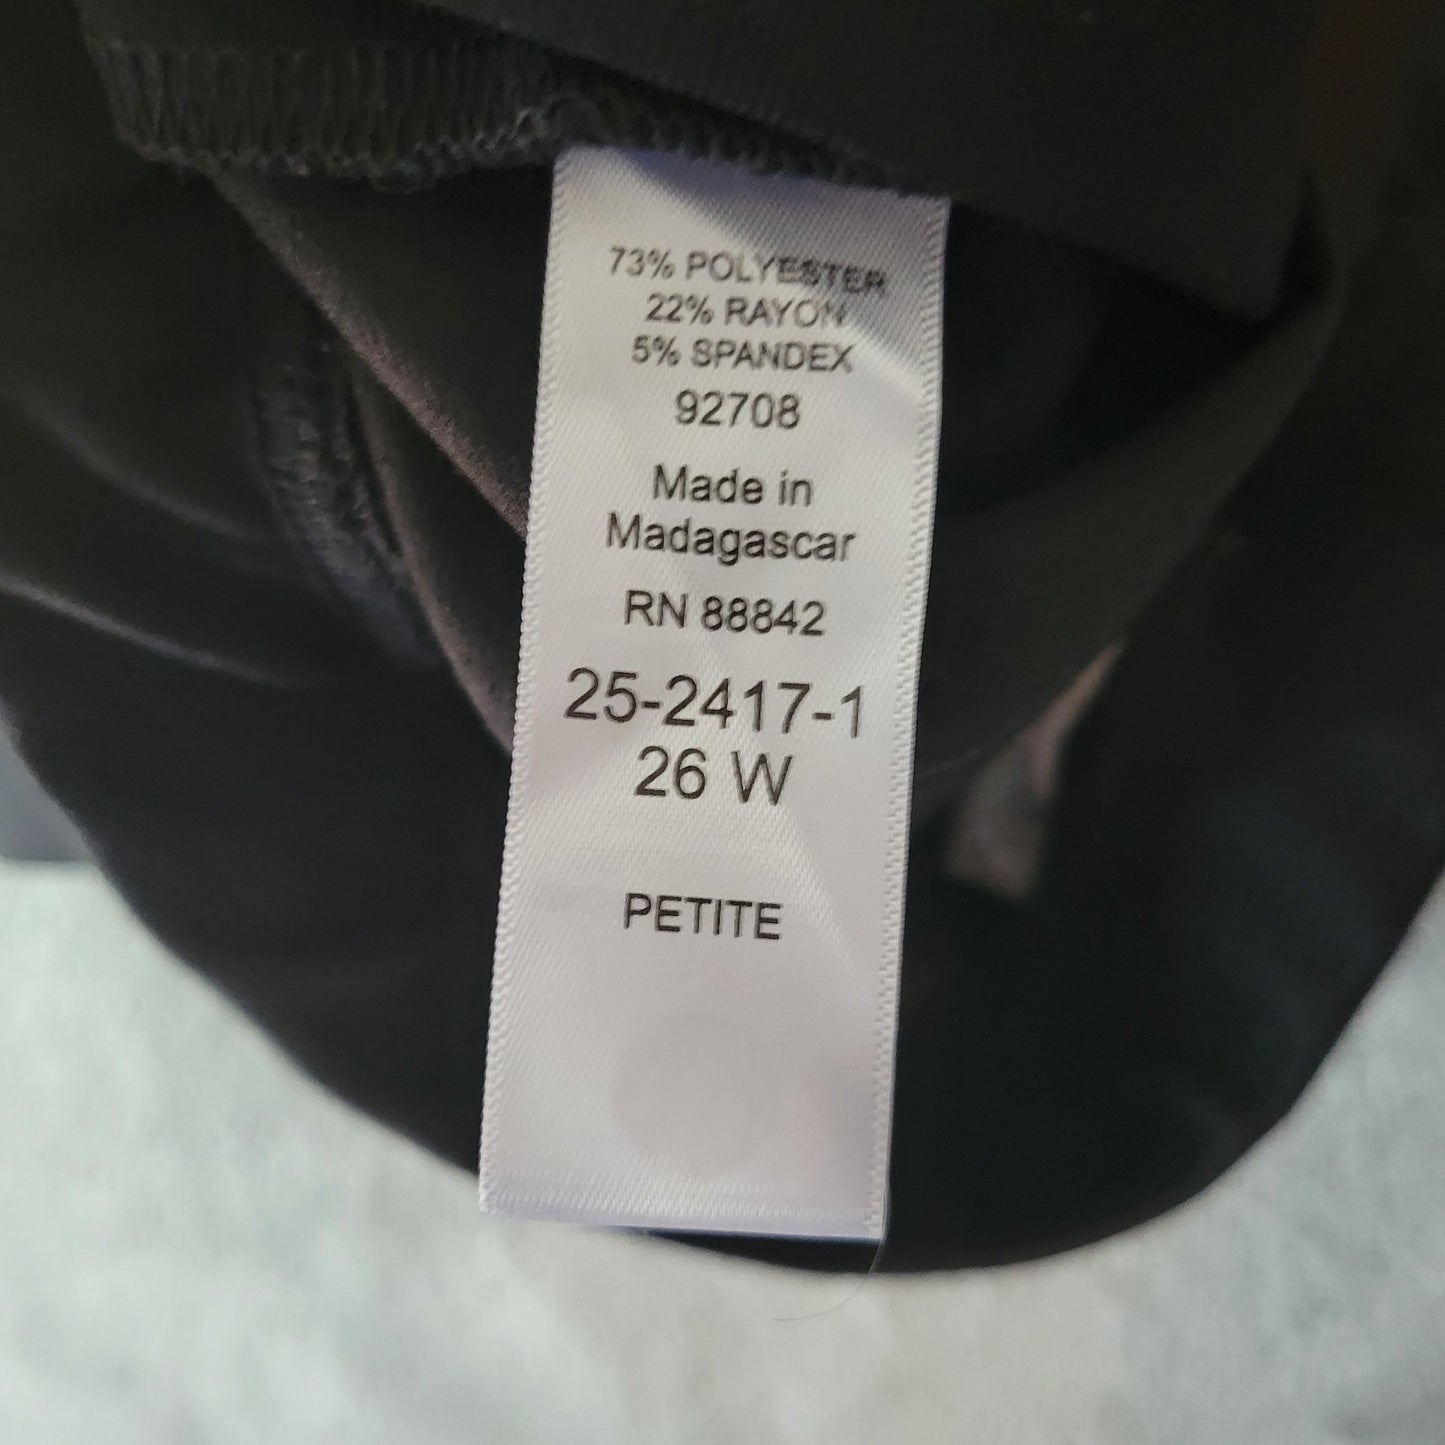 73% POLYESTER
22% RAYON
5% SPANDEX
92708
Made in
Madagascar
RN 88842
25-2417-1
26 W
PETITE